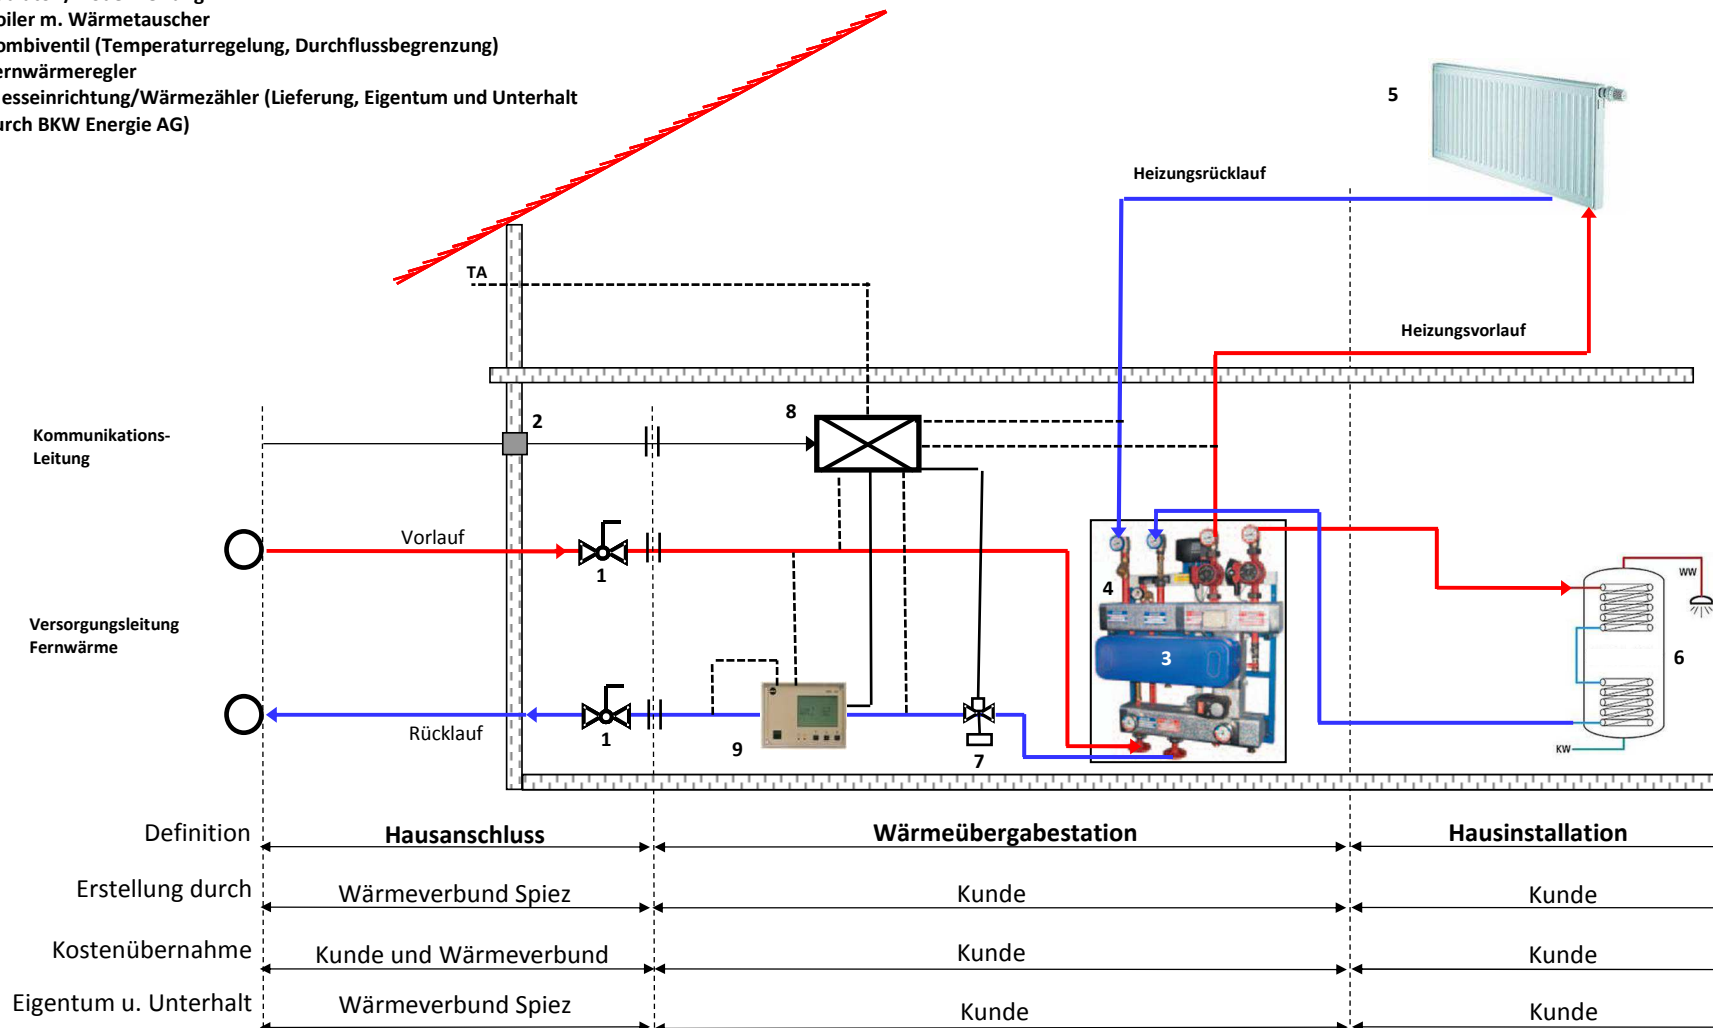 oiler m. Wärmetauscher
ombiventil (Temperaturregelung, Durchflussbegrenzung)
ernwärmeregler
esseinrichtung/Wärmezähler (Lieferung, Eigentum und Unterhalt
urch BKW Energie AG)
5
Heizungsrücklauf
TA
Heizungsvorlauf
2
8
Kommunikations-
Leitung
Vorlauf
1
4
WW
Versorgungsleitung
Fernwärme
3
6
Rücklauf
1
9
7
KW
Definition
Hausanschluss
Wärmeübergabestation
Hausinstallation
Erstellung durch
Wärmeverbund Spiez
Kunde
Kunde
Kostenübernahme
Kunde und Wärmeverbund
Kunde
Kunde
Eigentum u. Unterhalt
Wärmeverbund Spiez
Kunde
Kunde